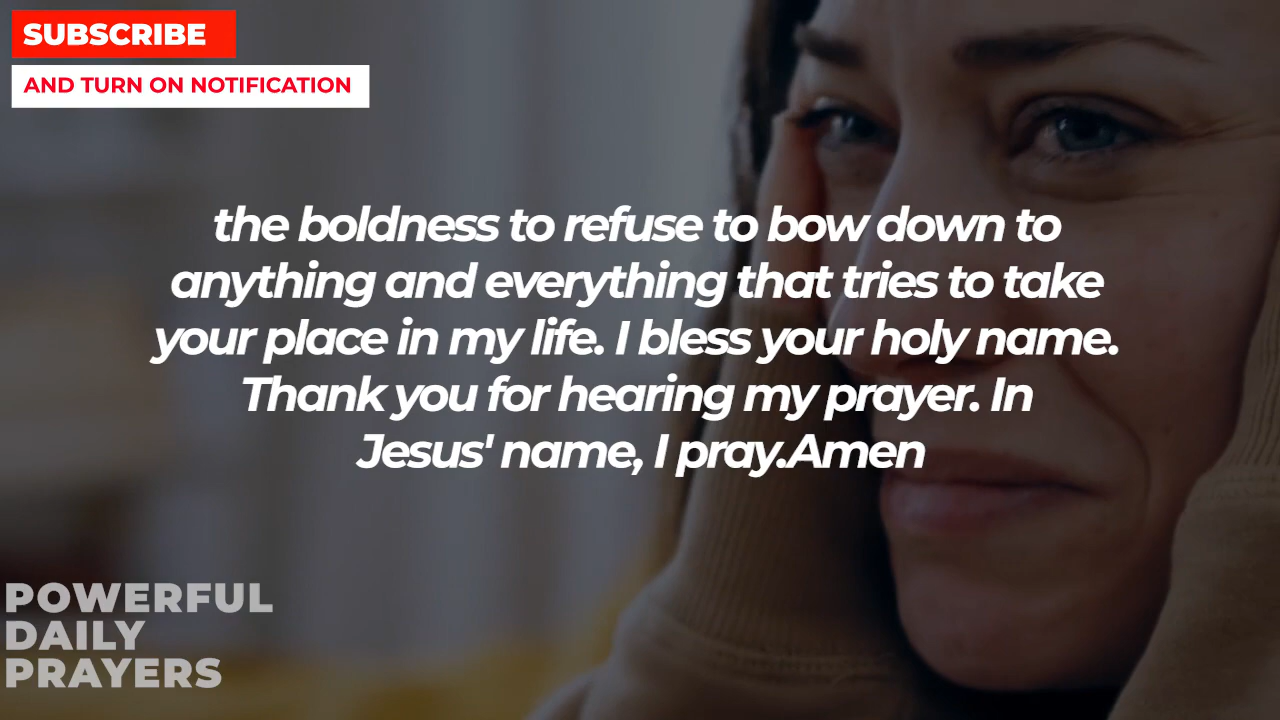 SUBSCRIBE
AND TURN ON NOTIFICATION
the boldness to refuse to bow down to
anything and everything that tries to take
your place in my life. I bless your holy name.
Thank you for hearing my prayer. In
Jesus' name, I pray.Amen
POWERFUL
DAILY
PRAYERS